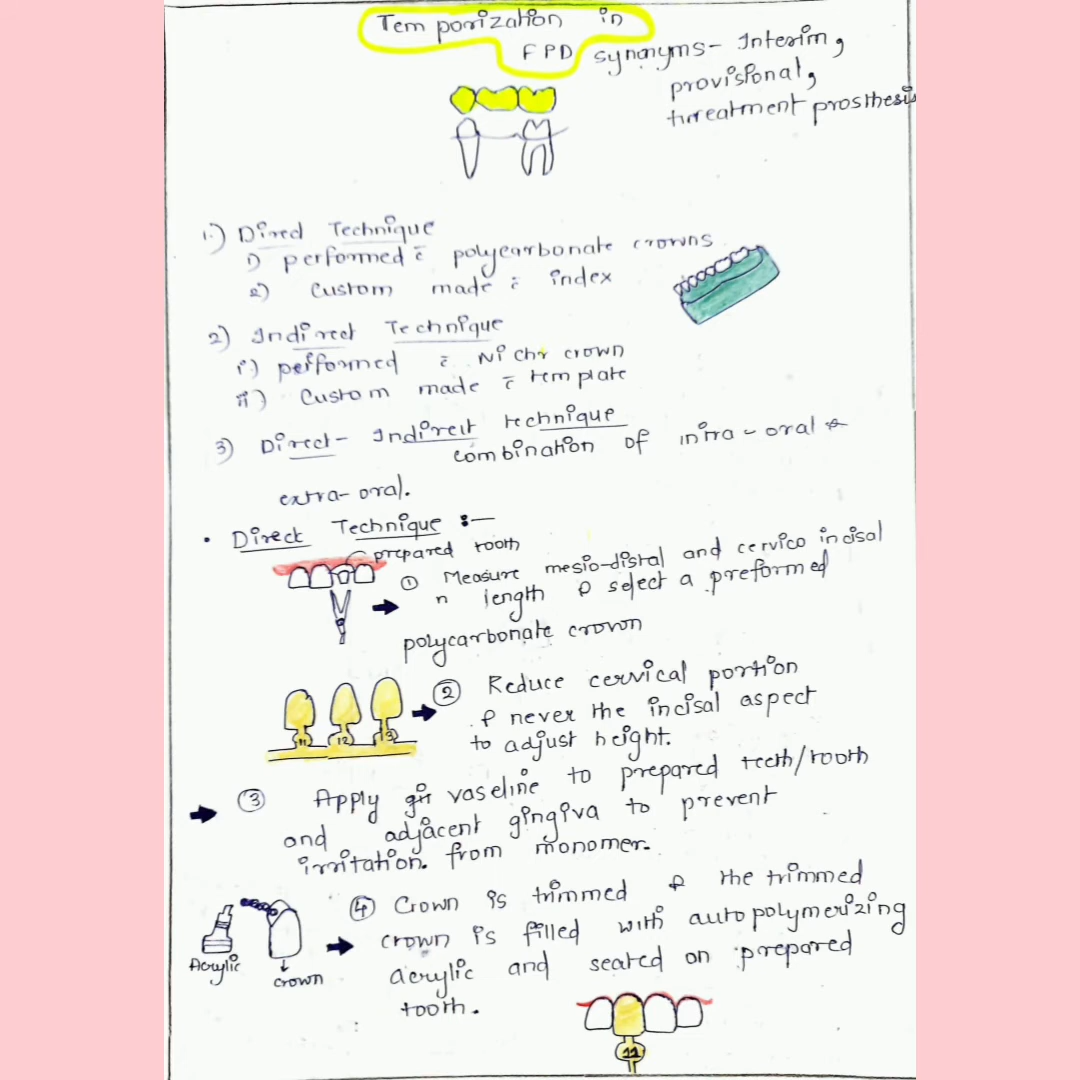 Temporization in
FPD
synonyms - Interim,
provisional,
treatment prosthesis
1.) Direct Technique
i) performed c̄ polycarbonate crowns
2) Custom made c̄ index
2) Indirect Technique
i) performed c̄ Ni chr crown
ii) Custom made c̄ template
3) Direct - Indirect technique
combination of intra-oral &
extra-oral.
• Direct Technique :-
prepared tooth
① Measure mesio-distal and cervico incisal
n length & select a preformed
polycarbonate crown
② Reduce cervical portion
& never the incisal aspect
to adjust height.
11 12 13
③ Apply vaseline to prepared teeth/tooth
and adjacent gingiva to prevent
irritation. from monomer.
④ Crown is trimmed & the trimmed
crown is filled with autopolymerizing
acrylic and seated on prepared
tooth.
Acrylic
crown
11